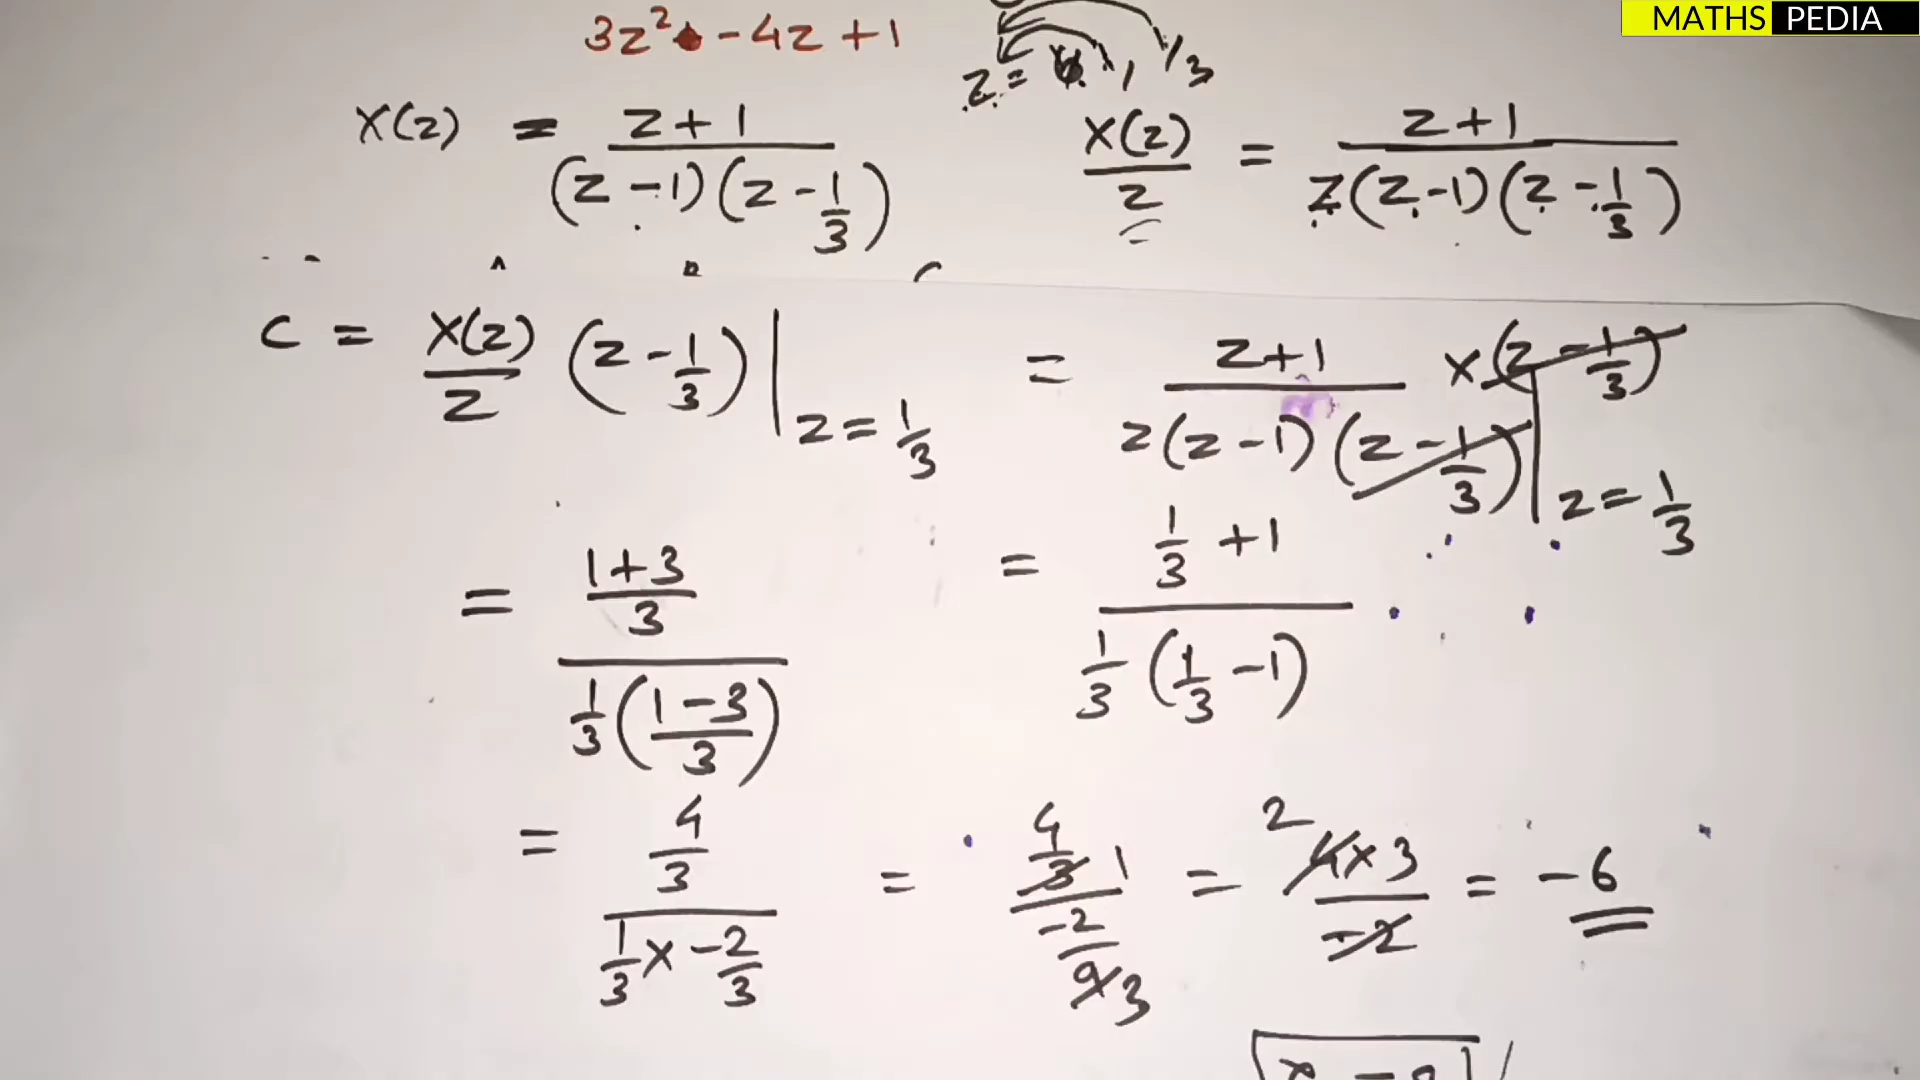 MATHS PEDIA
3z² - 4z + 1
z = 1, 1/3
X(z) = (z+1)/((z-1)(z-1/3))
X(z)/z = (z+1)/(z(z-1)(z-1/3))
C = X(z)/z (z-1/3) | z=1/3 = (z+1)/(z(z-1)(z-1/3)) × (z-1/3) | z=1/3
= (1/3 + 1)/(1/3(1/3 - 1))
= ((1+3)/3)/(1/3((1-3)/3))
= (4/3)/(1/3 × -2/3) = (4/3 1)/(-2/9 3) = 2 4×3/-2 = -6